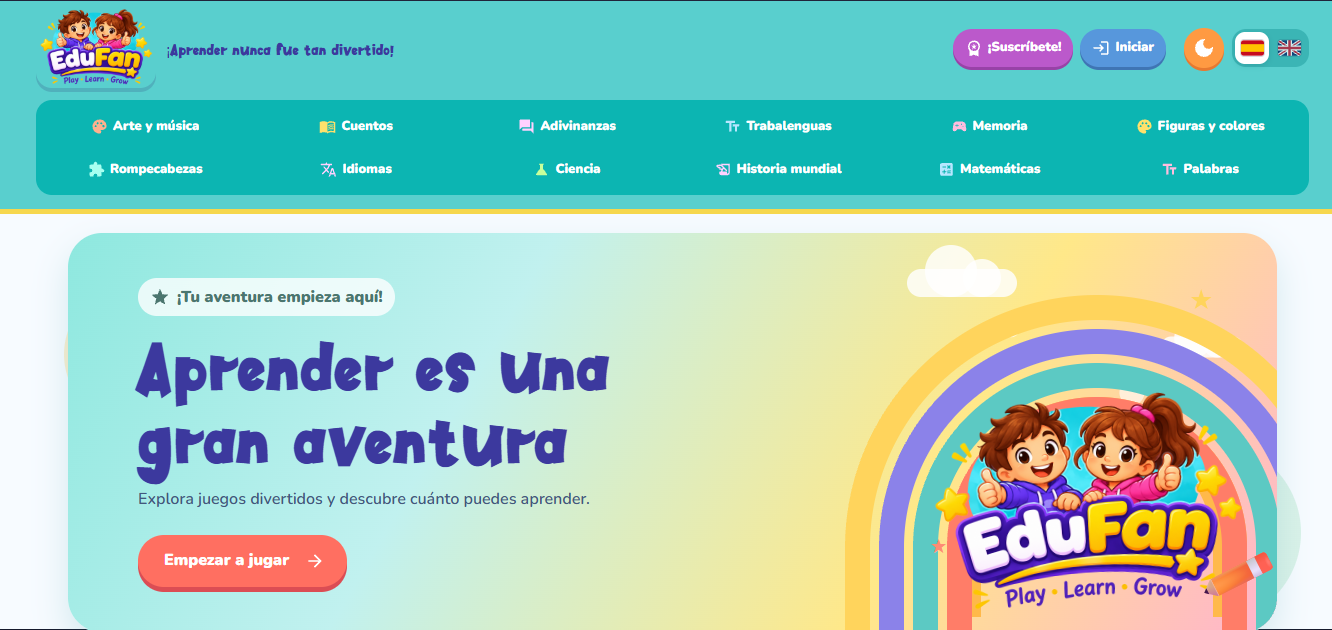 EduFan
Play Learn Grow
¡Aprender nunca fue tan divertido!
¡Suscríbete!
Iniciar
Arte y música
Cuentos
Adivinanzas
Trabalenguas
Memoria
Figuras y colores
Rompecabezas
Idiomas
Ciencia
Historia mundial
Matemáticas
Palabras
¡Tu aventura empieza aquí!
Aprender es una
gran aventura
Explora juegos divertidos y descubre cuánto puedes aprender.
Empezar a jugar
EduFan
Play · Learn · Grow